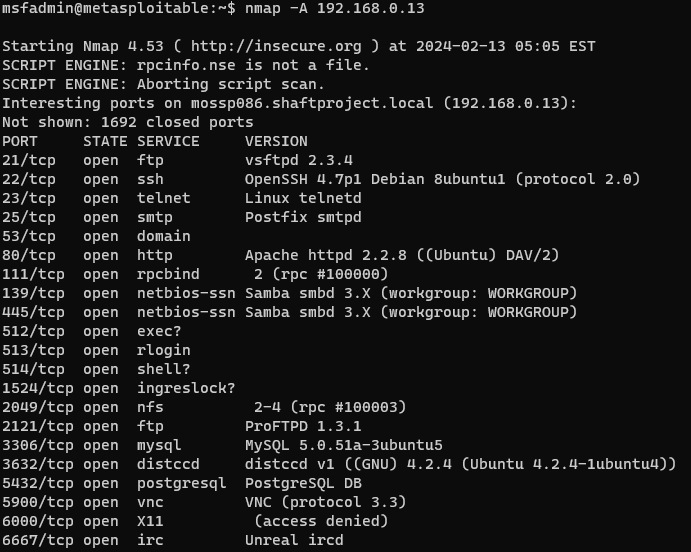 msfadmin@metasploitable:~$ nmap -A 192.168.0.13
Starting Nmap 4.53 ( http://insecure.org ) at 2024-02-13 05:05 EST
SCRIPT ENGINE: rpcinfo.nse is not a file.
SCRIPT ENGINE: Aborting script scan.
Interesting ports on mossp086.shaftproject.local (192.168.0.13):
Not shown: 1692 closed ports
PORT     STATE SERVICE     VERSION
21/tcp   open  ftp         vsftpd 2.3.4
22/tcp   open  ssh         OpenSSH 4.7p1 Debian 8ubuntu1 (protocol 2.0)
23/tcp   open  telnet      Linux telnetd
25/tcp   open  smtp        Postfix smtpd
53/tcp   open  domain
80/tcp   open  http        Apache httpd 2.2.8 ((Ubuntu) DAV/2)
111/tcp  open  rpcbind      2 (rpc #100000)
139/tcp  open  netbios-ssn Samba smbd 3.X (workgroup: WORKGROUP)
445/tcp  open  netbios-ssn Samba smbd 3.X (workgroup: WORKGROUP)
512/tcp  open  exec?
513/tcp  open  rlogin
514/tcp  open  shell?
1524/tcp open  ingreslock?
2049/tcp open  nfs          2-4 (rpc #100003)
2121/tcp open  ftp         ProFTPD 1.3.1
3306/tcp open  mysql       MySQL 5.0.51a-3ubuntu5
3632/tcp open  distccd     distccd v1 ((GNU) 4.2.4 (Ubuntu 4.2.4-1ubuntu4))
5432/tcp open  postgresql  PostgreSQL DB
5900/tcp open  vnc         VNC (protocol 3.3)
6000/tcp open  X11          (access denied)
6667/tcp open  irc         Unreal ircd